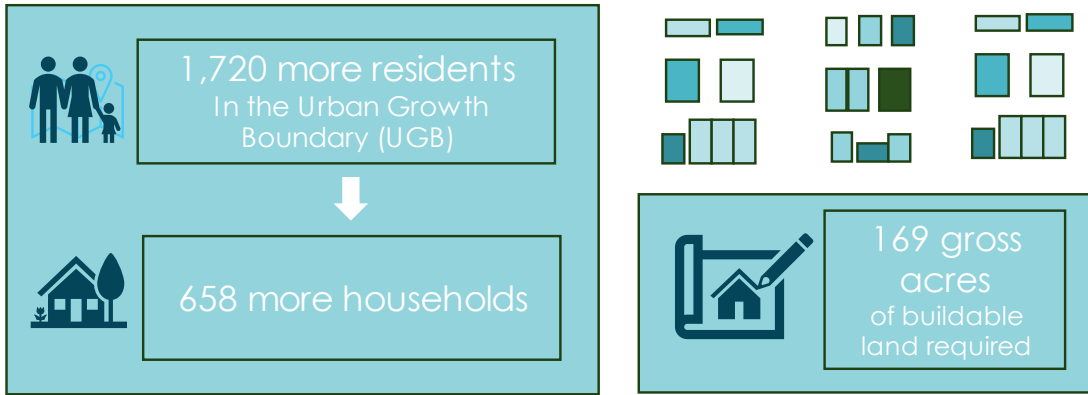 1,720 more residents
In the Urban Growth
Boundary (UGB)
658 more households
169 gross
acres
of buildable
land required